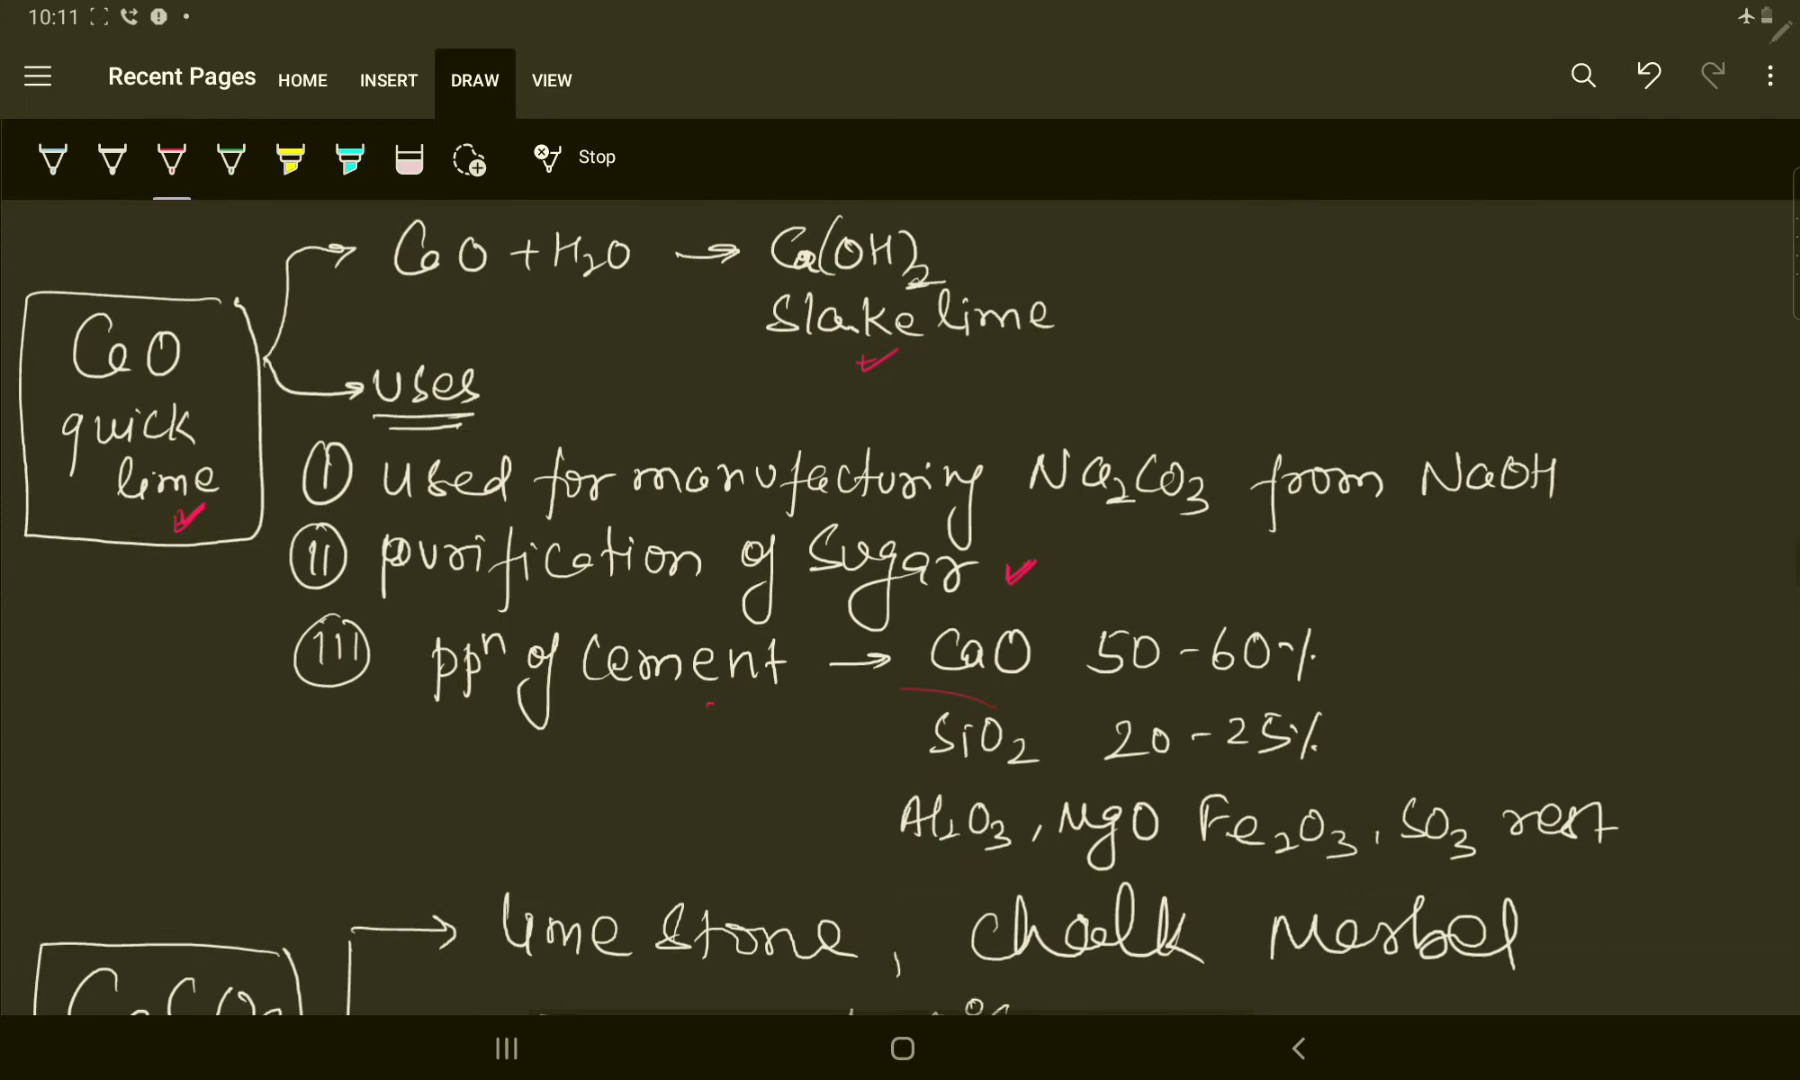 10:11
Recent Pages HOME INSERT DRAW VIEW
Stop
CaO + H2O → Ca(OH)2
Slake lime
CaO
quick
lime
→ uses
I used for manufacturing Na2CO3 from NaOH
II purification of sugar
III ppn of cement → CaO 50-60%
SiO2 20-25%
Al2O3, MgO Fe2O3, SO3 rest
→ lime stone, chalk Merbel
CaCO3